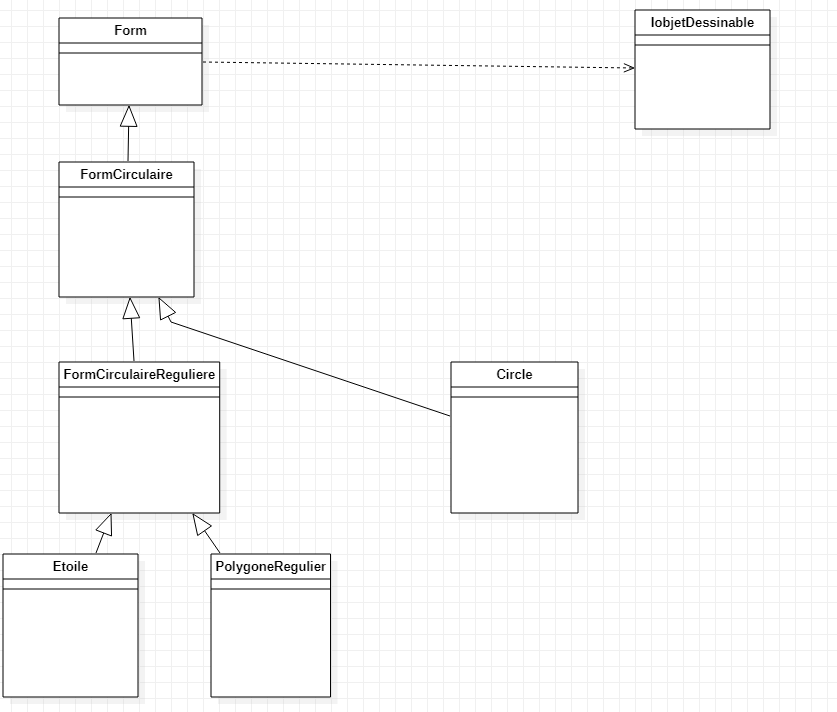 Form
IobjetDessinable
FormCirculaire
FormCirculaireReguliere
Circle
Etoile
PolygoneRegulier